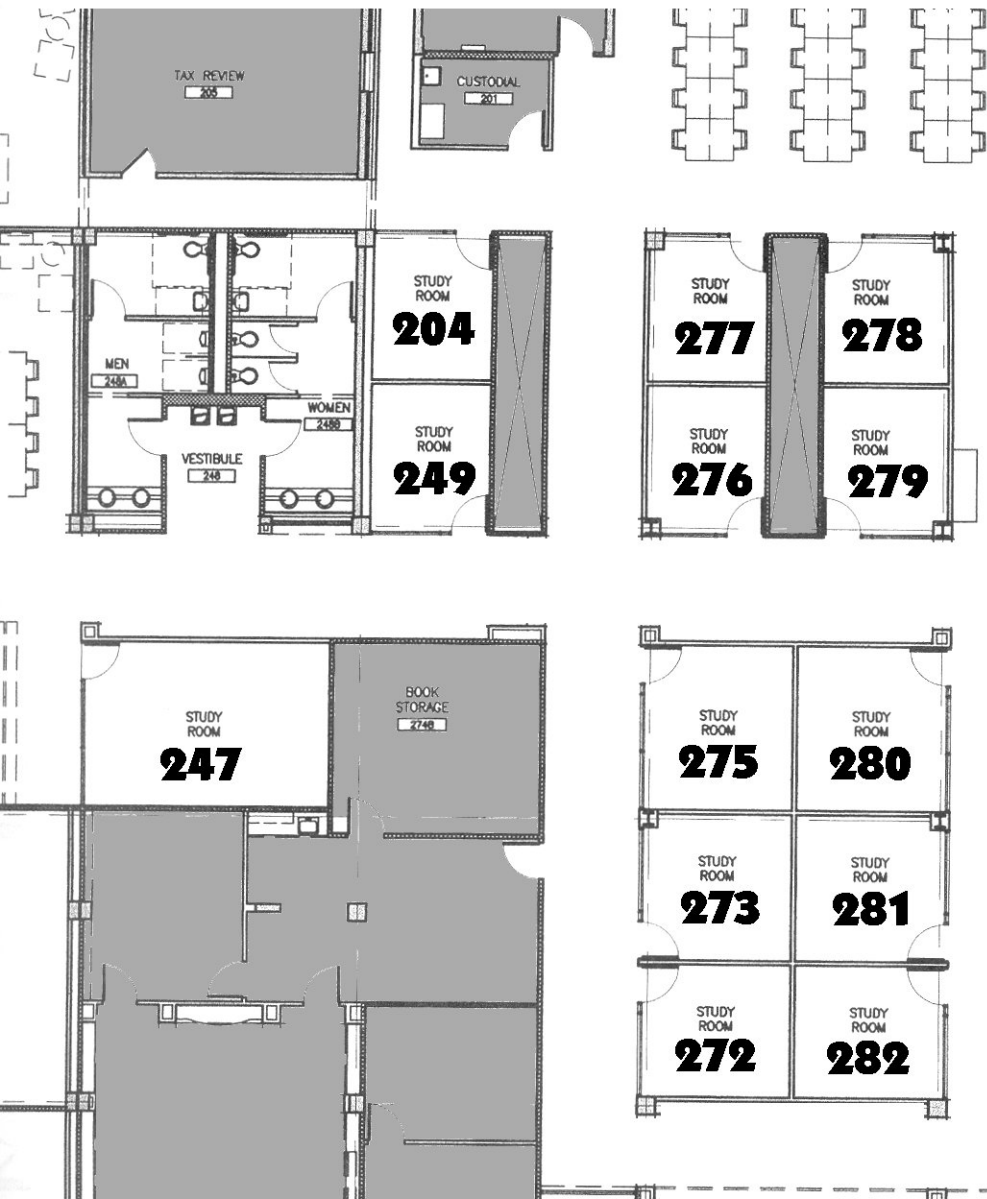 TAX REVIEW
205
CUSTODIAL
201
STUDY
ROOM
204
STUDY
ROOM
277
STUDY
ROOM
278
MEN
248A
WOMEN
248B
VESTIBULE
248
STUDY
ROOM
249
STUDY
ROOM
276
STUDY
ROOM
279
STUDY
ROOM
247
BOOK
STORAGE
274B
STUDY
ROOM
275
STUDY
ROOM
280
STUDY
ROOM
273
STUDY
ROOM
281
STUDY
ROOM
272
STUDY
ROOM
282